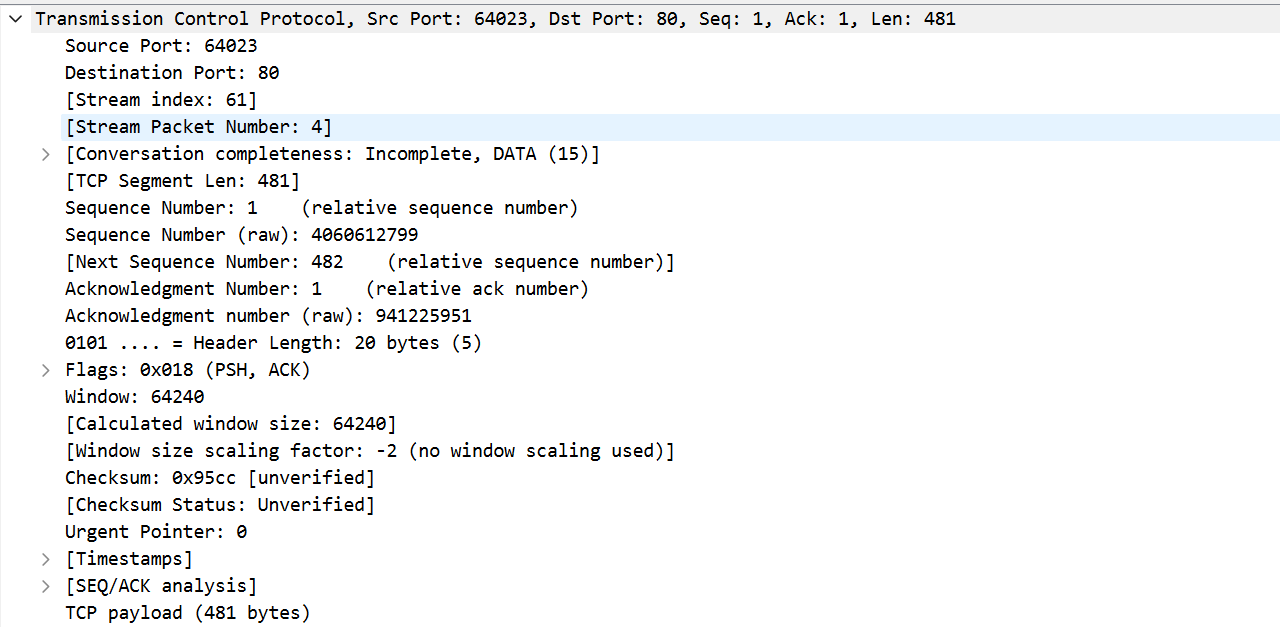 Transmission Control Protocol, Src Port: 64023, Dst Port: 80, Seq: 1, Ack: 1, Len: 481
Source Port: 64023
Destination Port: 80
[Stream index: 61]
[Stream Packet Number: 4]
[Conversation completeness: Incomplete, DATA (15)]
[TCP Segment Len: 481]
Sequence Number: 1    (relative sequence number)
Sequence Number (raw): 4060612799
[Next Sequence Number: 482    (relative sequence number)]
Acknowledgment Number: 1    (relative ack number)
Acknowledgment number (raw): 941225951
0101 .... = Header Length: 20 bytes (5)
Flags: 0x018 (PSH, ACK)
Window: 64240
[Calculated window size: 64240]
[Window size scaling factor: -2 (no window scaling used)]
Checksum: 0x95cc [unverified]
[Checksum Status: Unverified]
Urgent Pointer: 0
[Timestamps]
[SEQ/ACK analysis]
TCP payload (481 bytes)